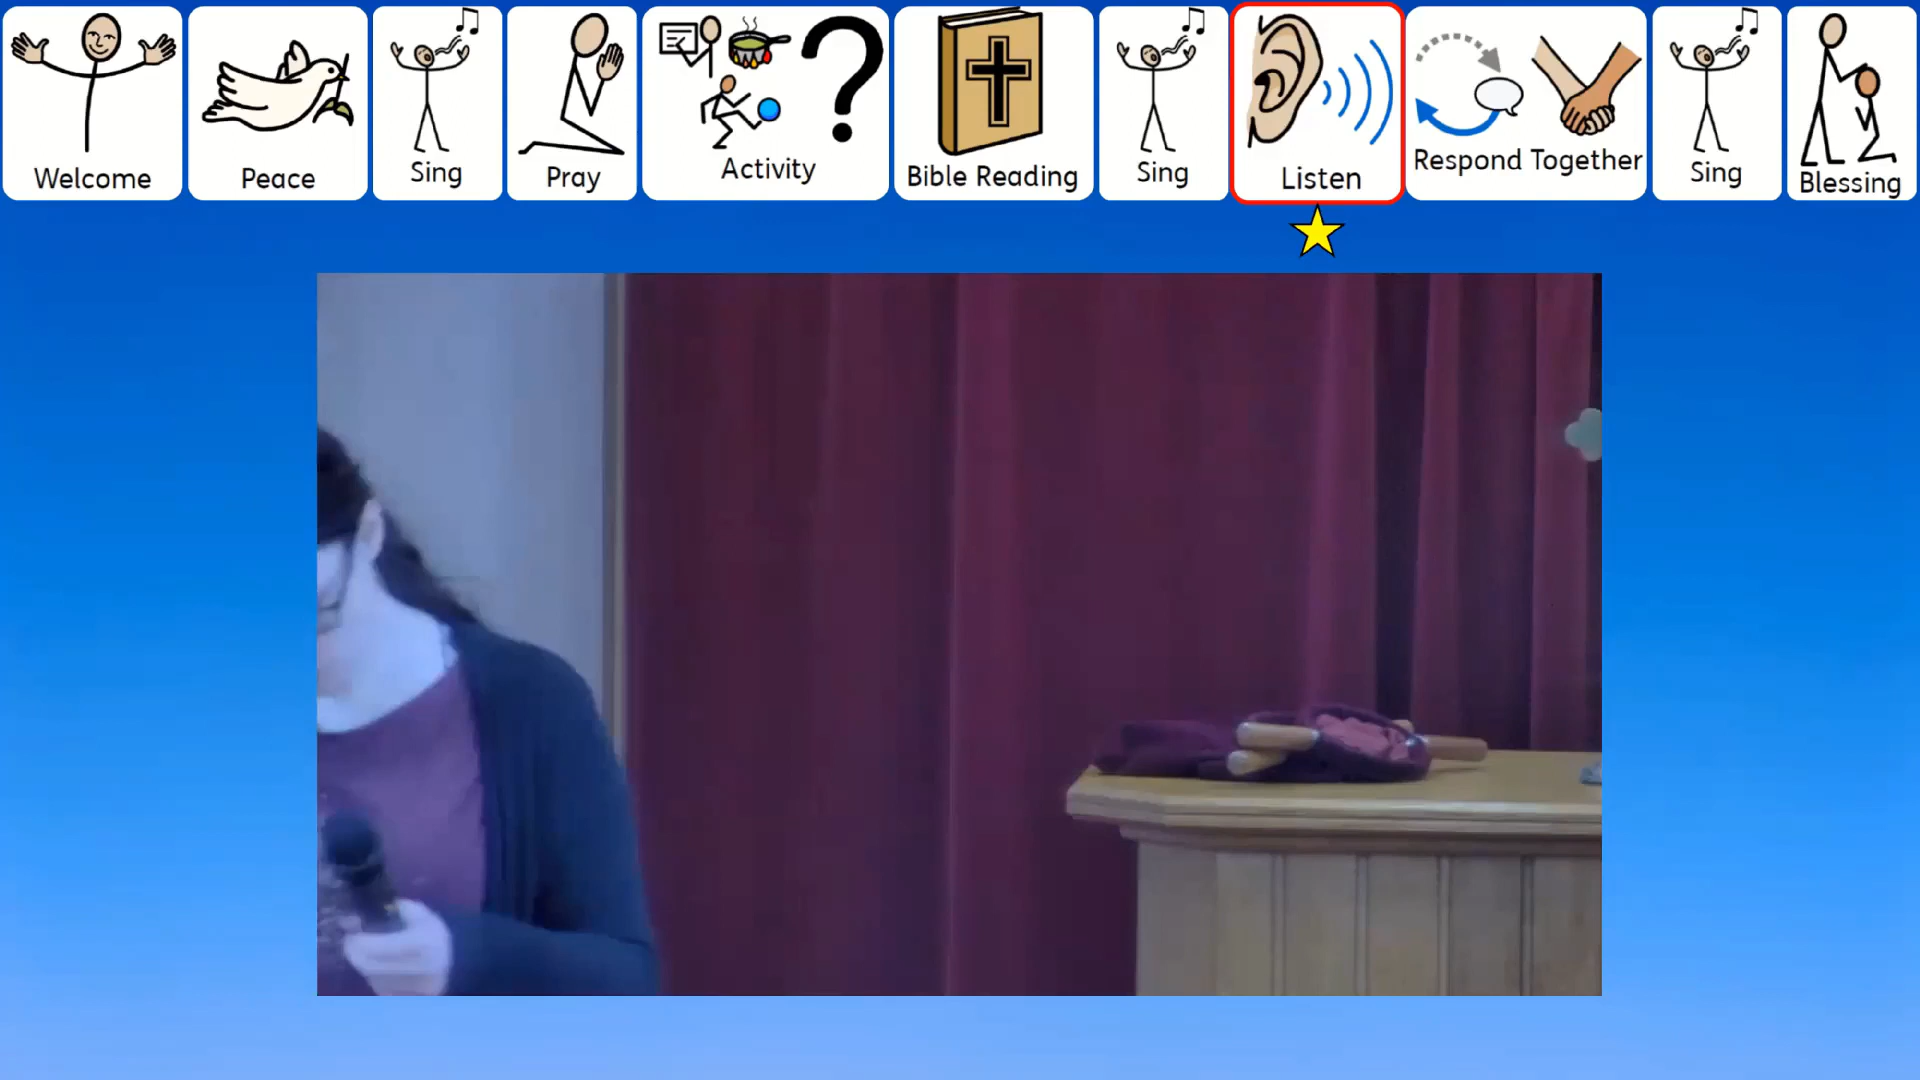 Welcome
Peace
Sing
Pray
Activity
Bible Reading
Sing
Listen
Respond Together
Sing
Blessing